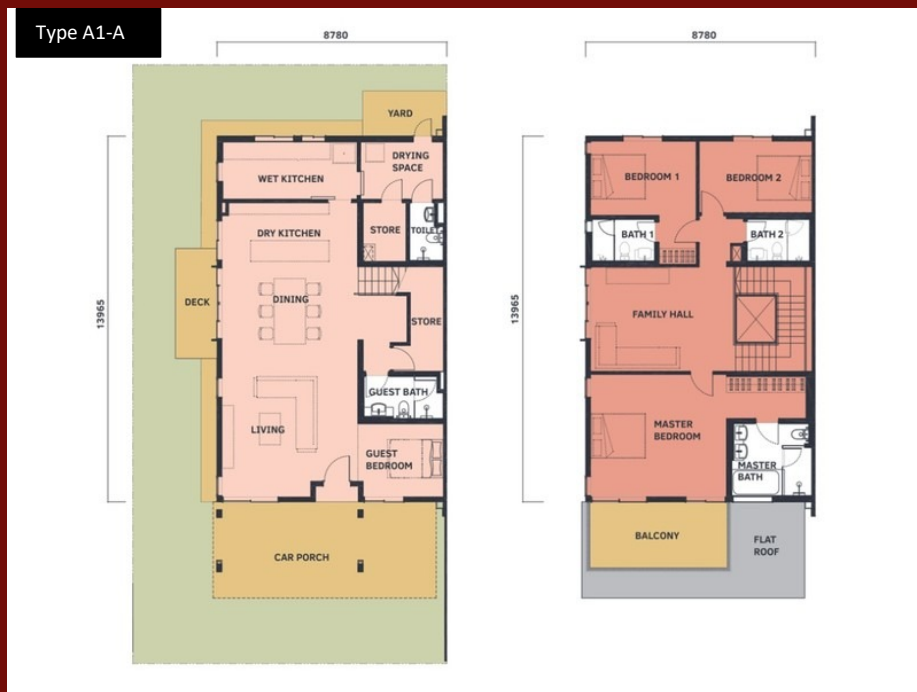 Type A1-A
8780
13965
YARD
DRYING
SPACE
WET KITCHEN
DRY KITCHEN
STORE
TOILET
DECK
DINING
STORE
GUEST BATH
LIVING
GUEST
BEDROOM
CAR PORCH
8780
13965
BEDROOM 1
BEDROOM 2
BATH 1
BATH 2
FAMILY HALL
MASTER
BEDROOM
MASTER
BATH
BALCONY
FLAT
ROOF